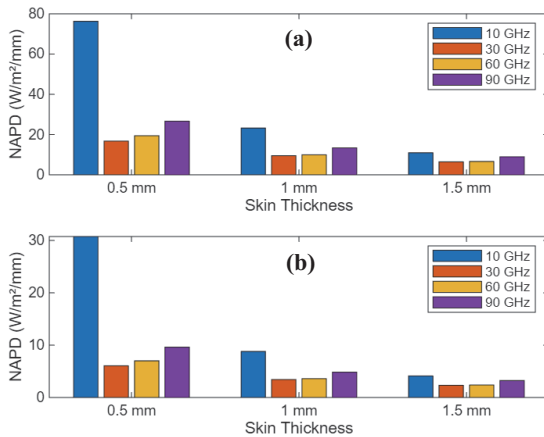 (a)
NAPD (W/m²/mm)
80
60
40
20
0
10 GHz
30 GHz
60 GHz
90 GHz
0.5 mm
1 mm
1.5 mm
Skin Thickness
(b)
NAPD (W/m²/mm)
30
20
10
0
10 GHz
30 GHz
60 GHz
90 GHz
0.5 mm
1 mm
1.5 mm
Skin Thickness